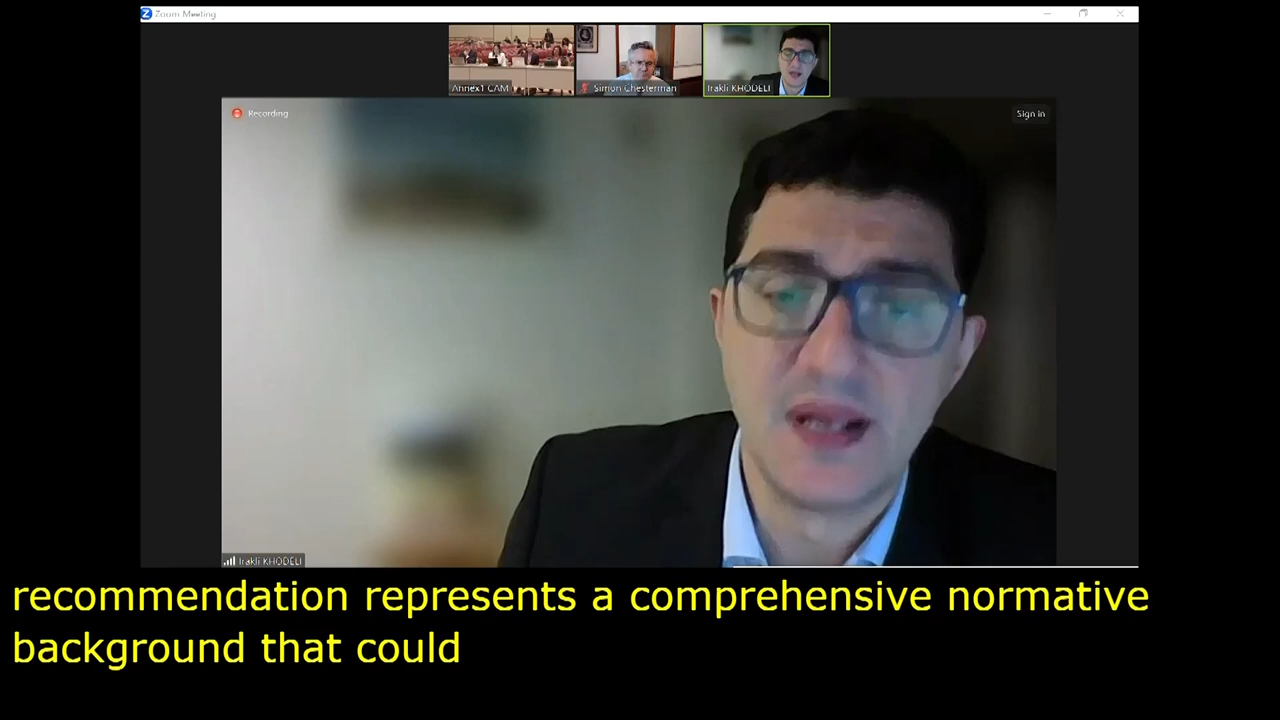 Zoom Meeting
Annex1 CAM
Simon Chesterman
Irakli KHODELI
Recording
Sign in
Irakli KHODELI
recommendation represents a comprehensive normative
background that could